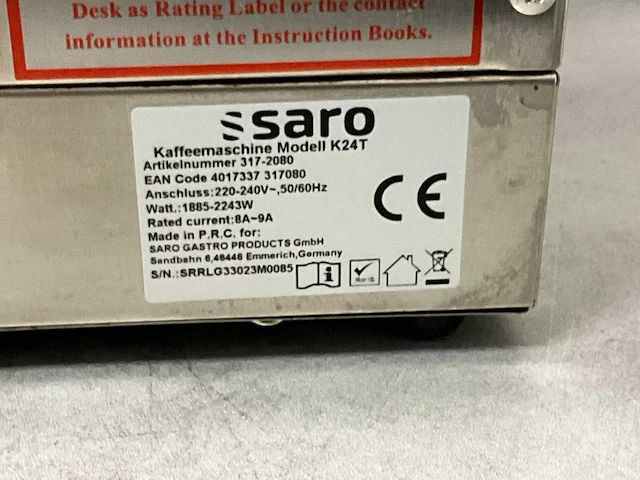 Desk as Rating Label or the contact
information at the Instruction Books.
saro
Kaffeemaschine Modell K24T
Artikelnummer 317-2080
EAN Code 4017337 317080
Anschluss:220-240V~,50/60Hz
Watt.:1885-2243W
Rated current:8A~9A
Made in P.R.C. for:
SARO GASTRO PRODUCTS GmbH
Sandbahn 6,46446 Emmerich,Germany
S/N.:SRRLG33023M0085
CE